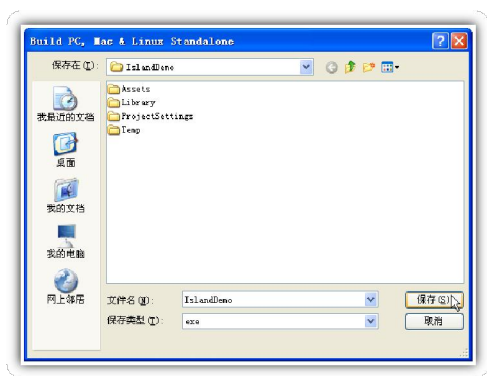 Build PC, Mac & Linux Standalone
保存在(I):
IslandDemo
Assets
Library
ProjectSettings
Temp
我最近的文档
桌面
我的文档
我的电脑
网上邻居
文件名(N):
IslandDemo
保存(S)
保存类型(T):
exe
取消